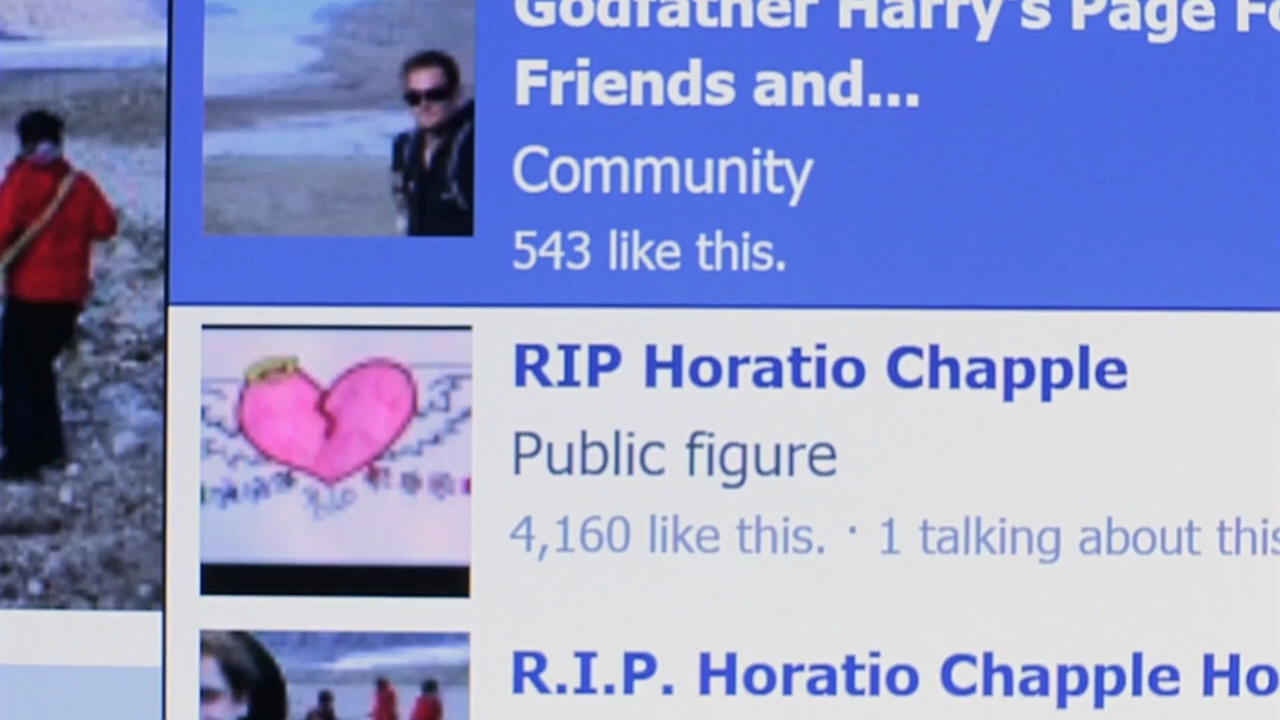 Godfather Harry's Page Fo
Friends and...
Community
543 like this.
RIP Horatio Chapple
Public figure
4,160 like this. · 1 talking about this
R.I.P. Horatio Chapple Ho